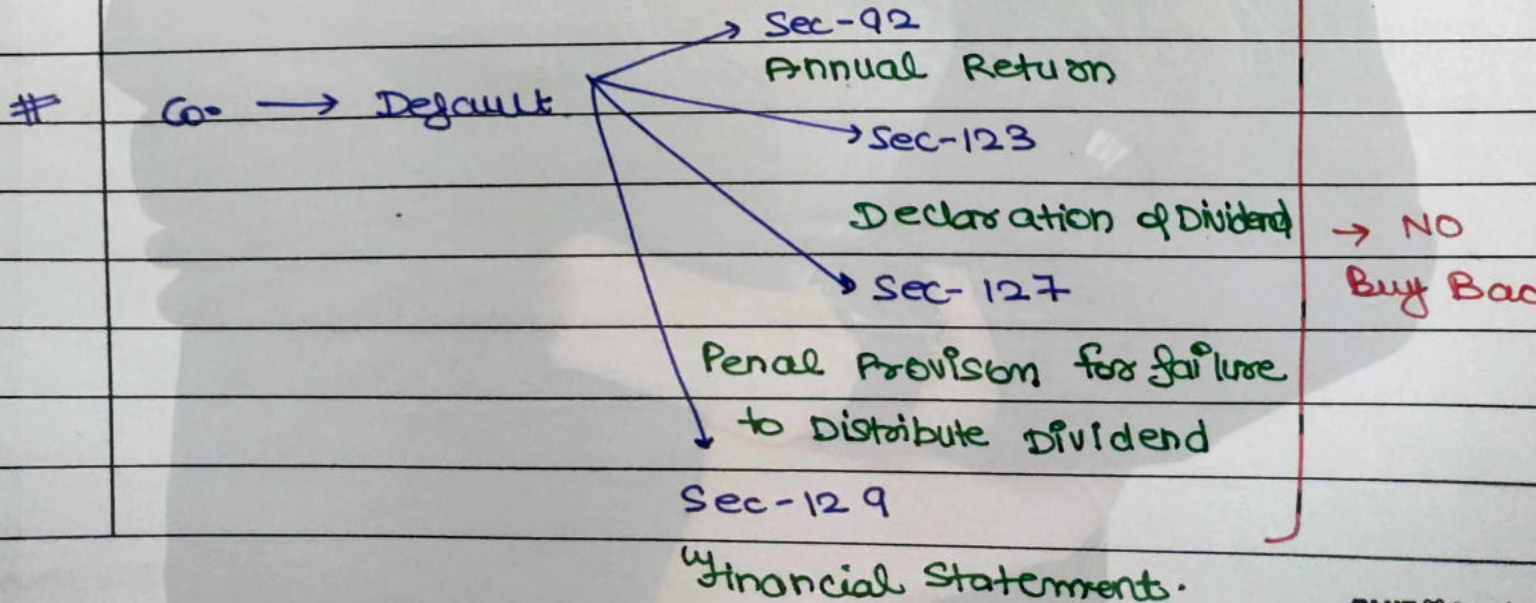 → Sec-92
Annual Return
# Co. → Default
→ Sec-123
Declaration of Dividend → NO
→ Sec-127 Buy Bac
Penal Provison for failure
to Distribute Dividend
Sec-129
Financial Statements.